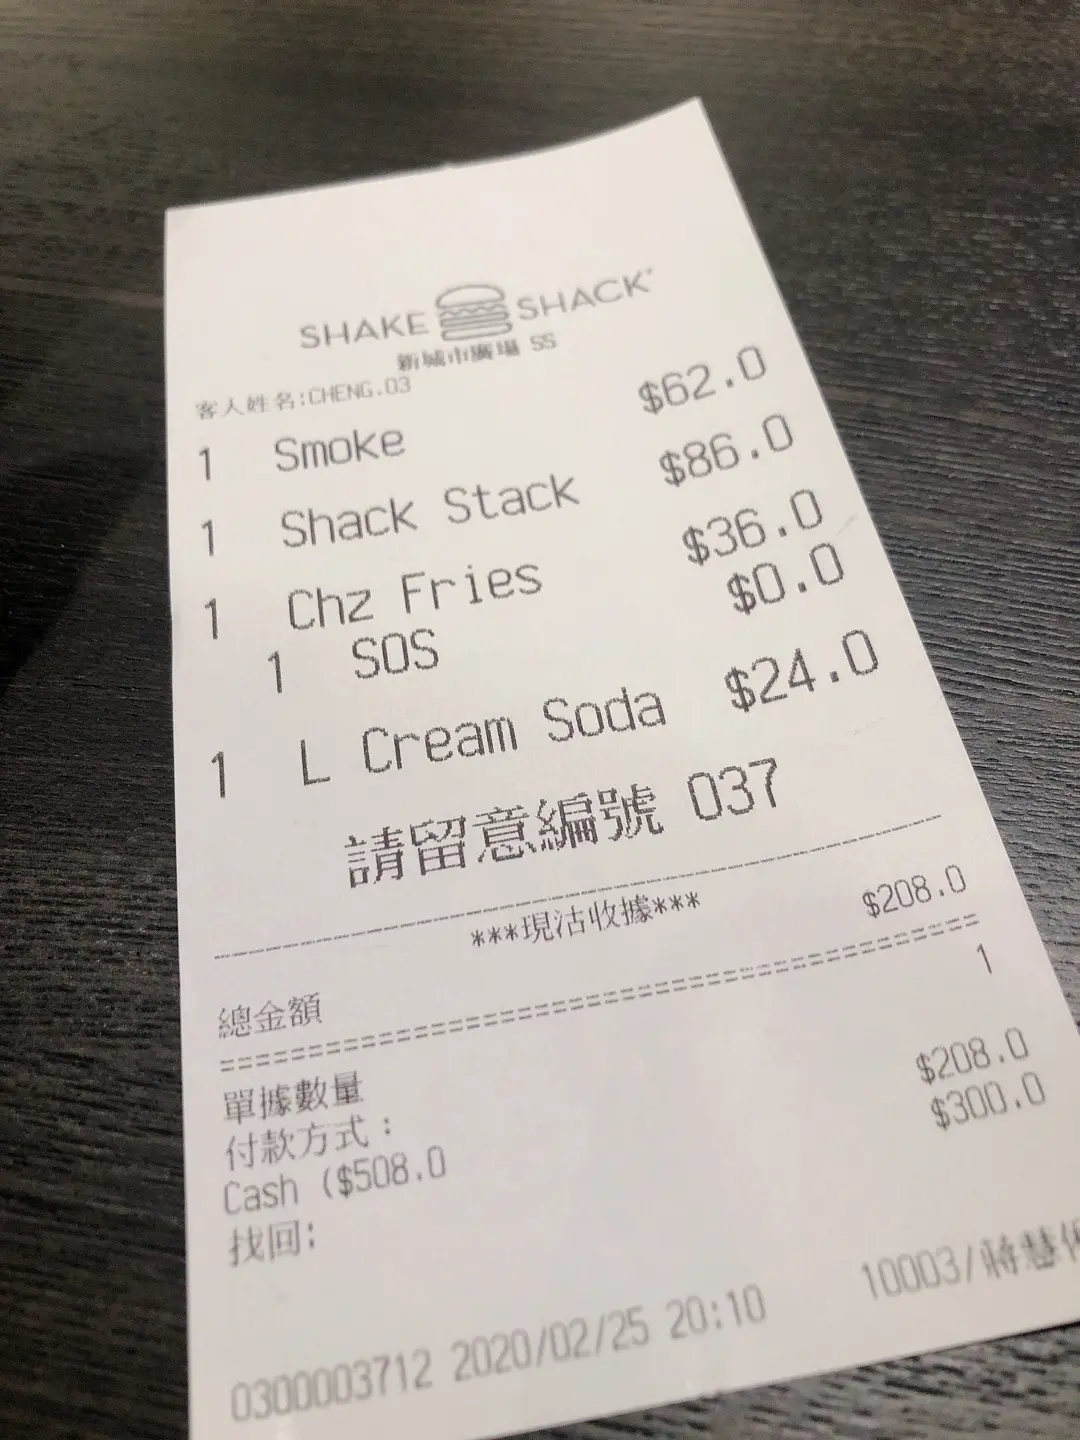 SHAKE SHACK
新城市廣場 SS
客人姓名:CHENG.03
1 Smoke $62.0
1 Shack Stack $86.0
1 Chz Fries $36.0
1 SOS $0.0
1 L Cream Soda $24.0
請留意編號 037
***現沽收據***
總金額 $208.0
單據數量 1
付款方式：
Cash ($508.0 $208.0
找回: $300.0
0300003712 2020/02/25 20:10 10003/蔣慧